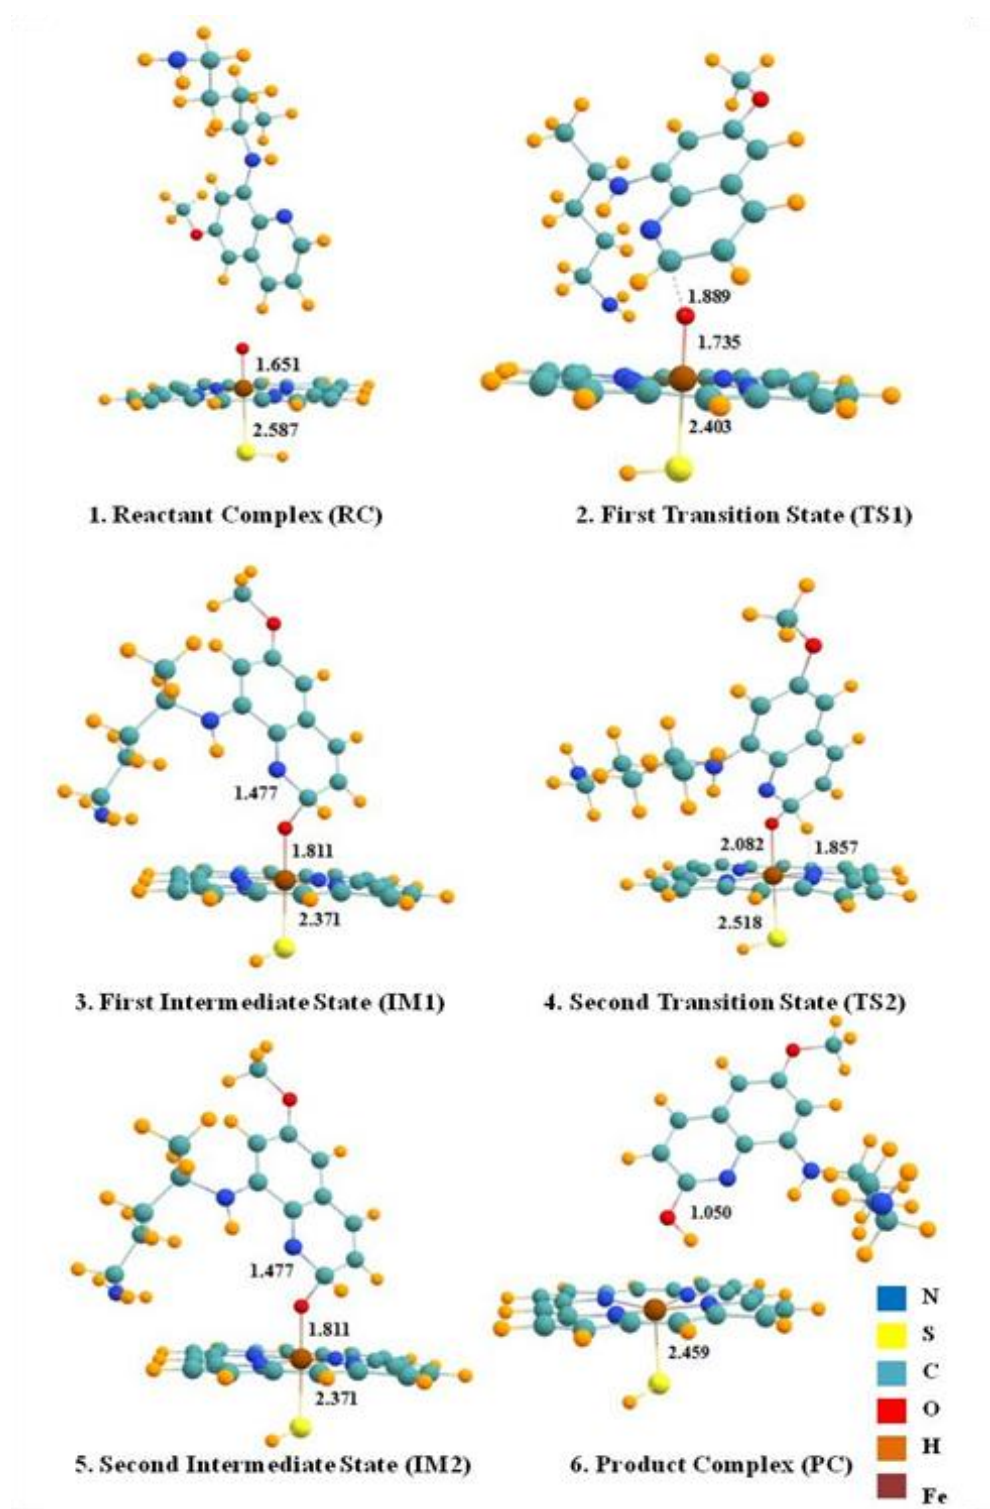 1.651
2.587
1. Reactant Complex (RC)
1.889
1.735
2.403
2. First Transition State (TS1)
1.477
1.811
2.371
3. First Intermediate State (IM1)
2.082
1.857
2.518
4. Second Transition State (TS2)
1.477
1.811
2.371
5. Second Intermediate State (IM2)
1.050
2.459
6. Product Complex (PC)
N
S
C
O
H
Fe